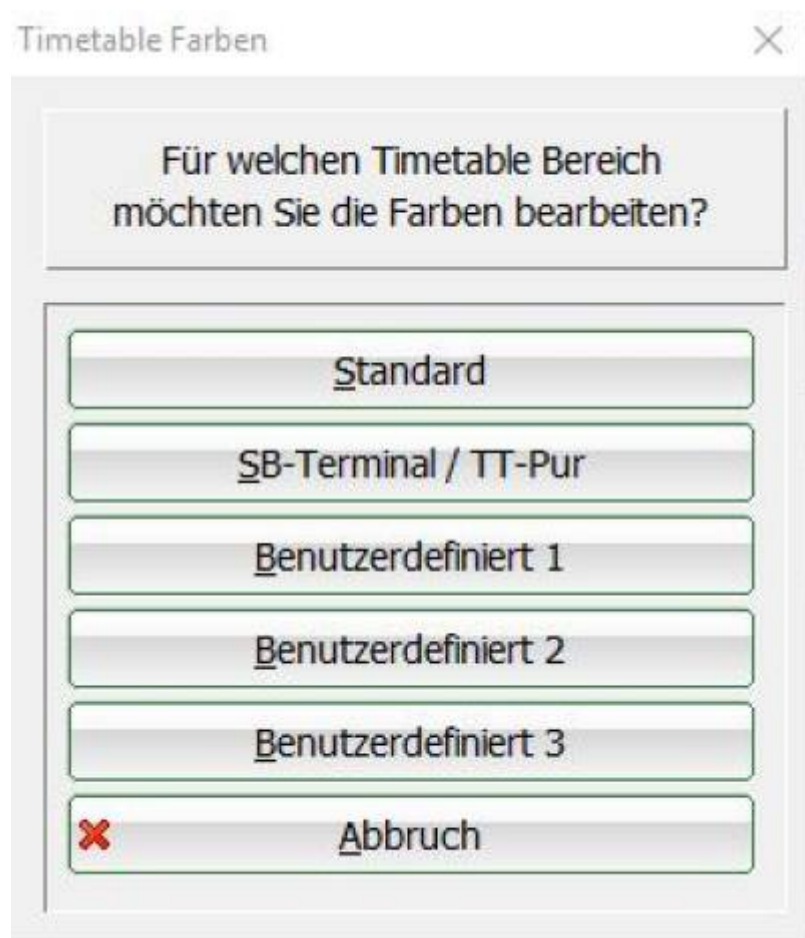 Timetable Farben
Für welchen Timetable Bereich
möchten Sie die Farben bearbeiten?
Standard
SB-Terminal / TT-Pur
Benutzerdefiniert 1
Benutzerdefiniert 2
Benutzerdefiniert 3
Abbruch